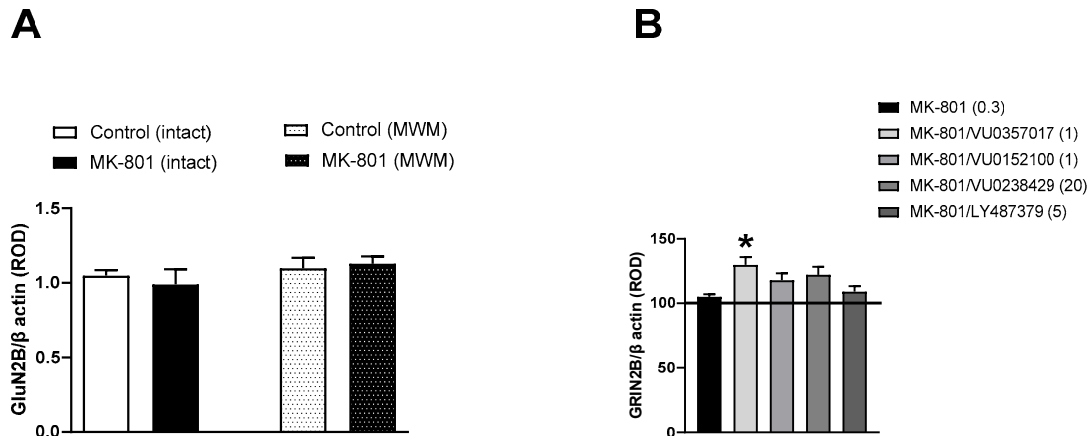 A
B
Control (intact)
Control (MWM)
MK-801 (intact)
MK-801 (MWM)
MK-801 (0.3)
MK-801/VU0357017 (1)
MK-801/VU0152100 (1)
MK-801/VU0238429 (20)
MK-801/LY487379 (5)
GluN2B/β actin (ROD)
1.5
1.0
0.5
0.0
GRIN2B/β actin (ROD)
150
100
50
0
*